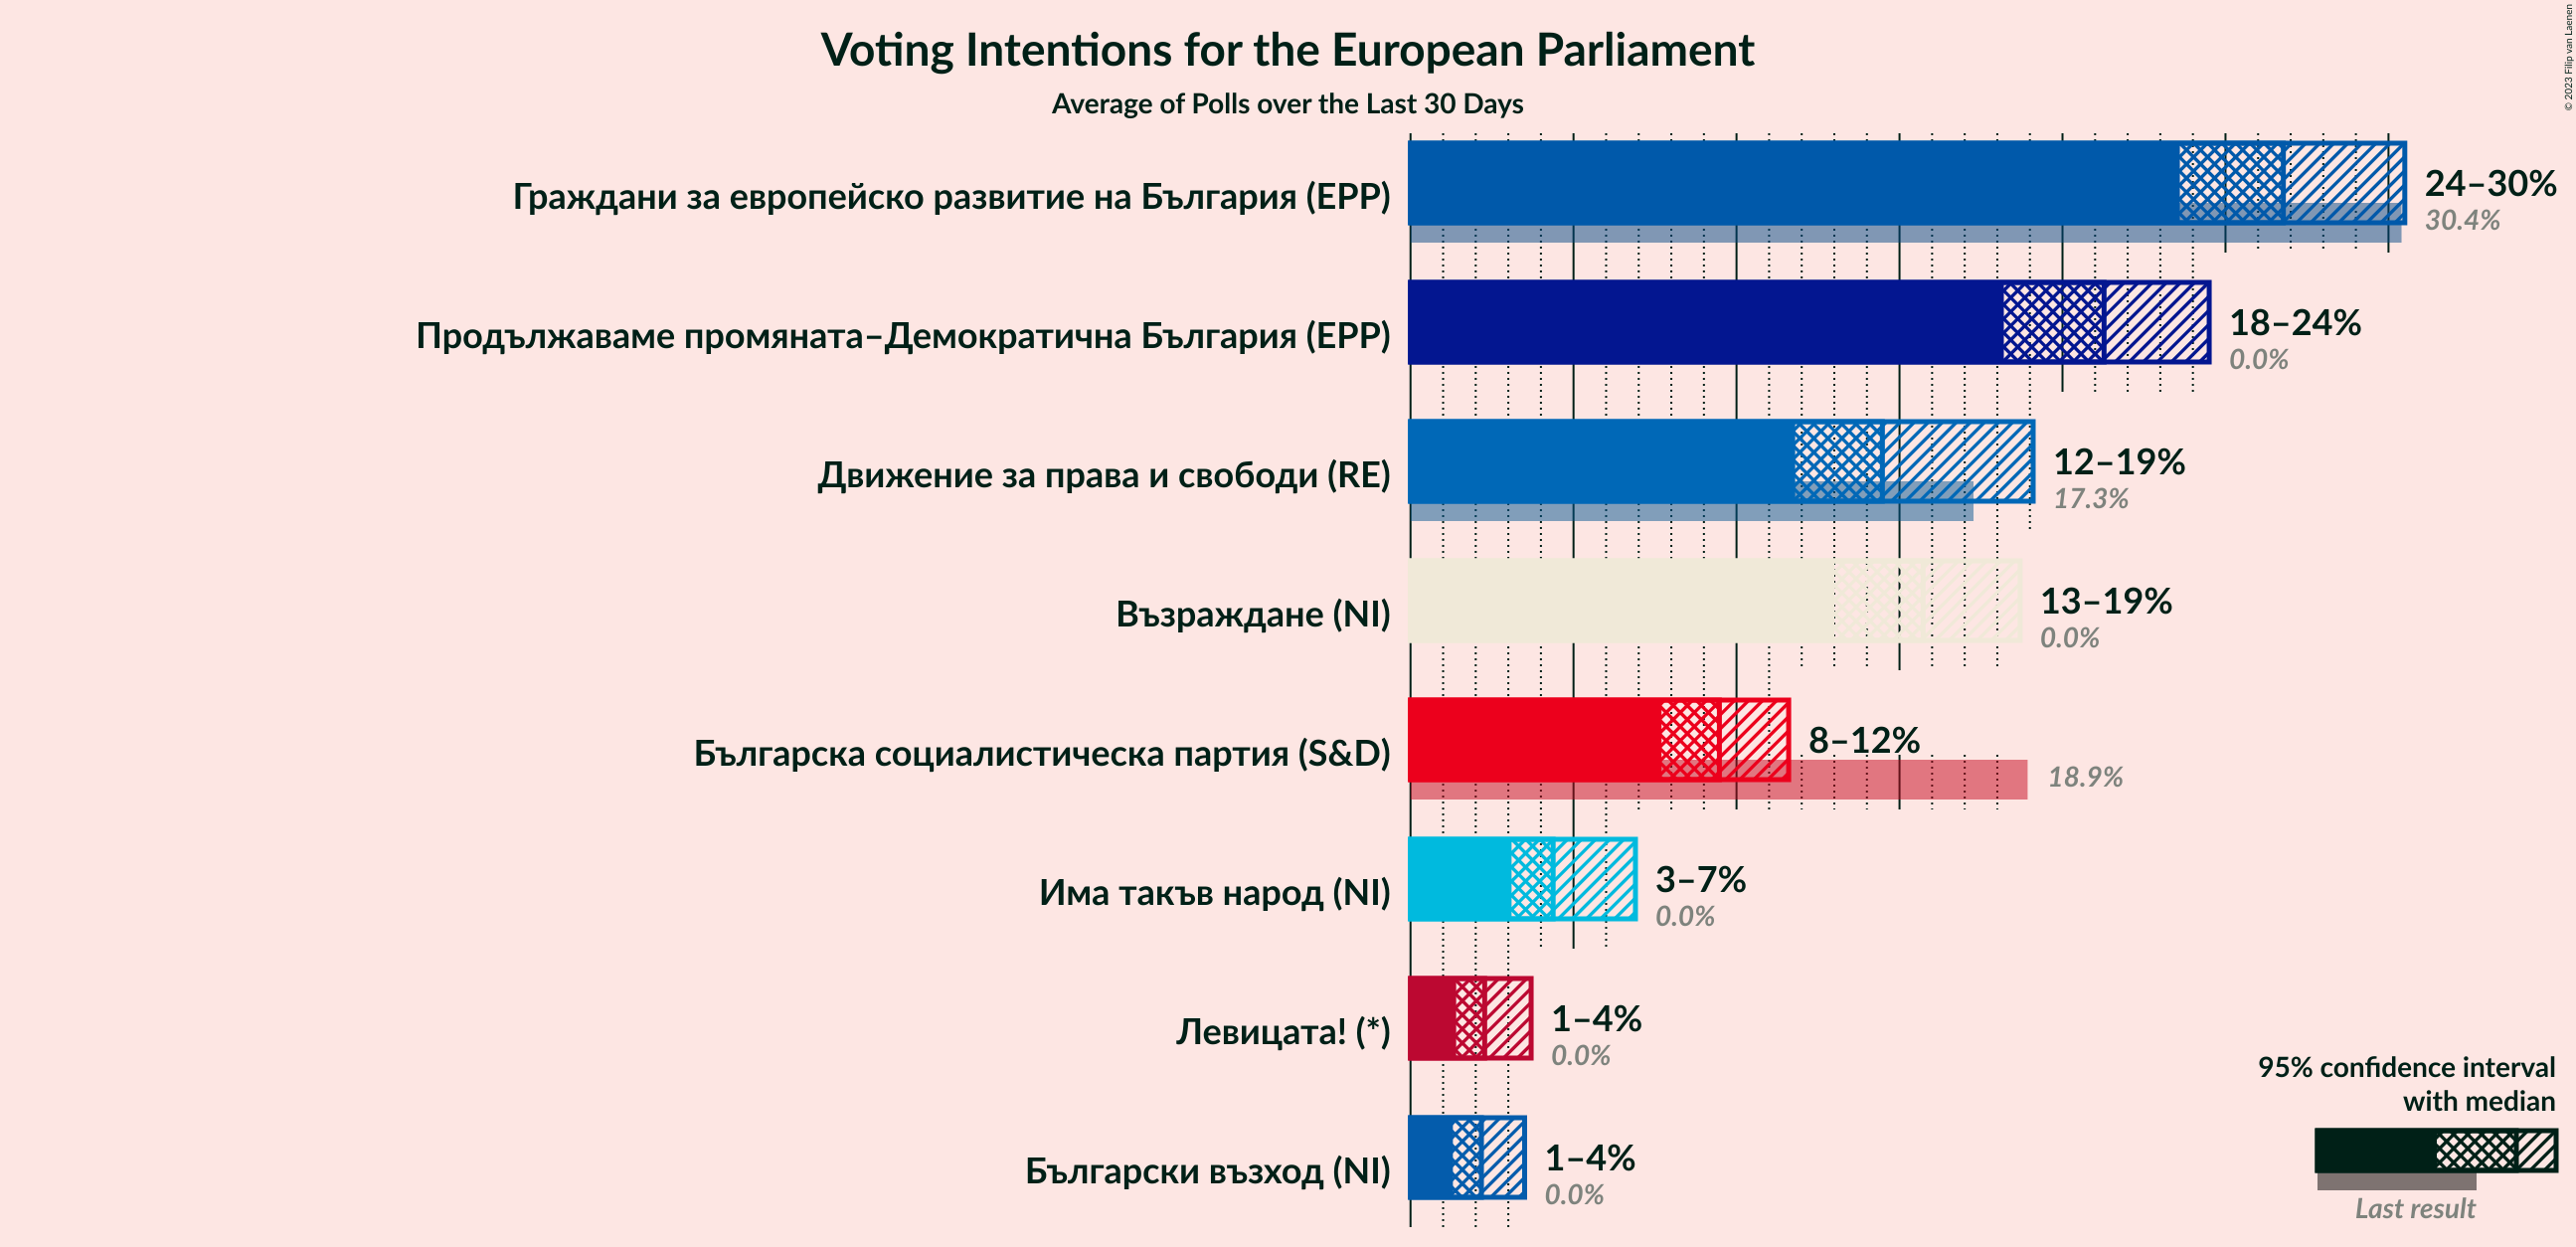 Voting Intentions for the European Parliament
Average of Polls over the Last 30 Days
© 2023 Filip van Laenen
Граждани за европейско развитие на България (EPP)
24–30%
30.4%
Продължаваме промяната–Демократична България (EPP)
18–24%
0.0%
Движение за права и свободи (RE)
12–19%
17.3%
Възраждане (NI)
13–19%
0.0%
Българска социалистическа партия (S&D)
8–12%
18.9%
Има такъв народ (NI)
3–7%
0.0%
Левицата! (*)
1–4%
0.0%
Български възход (NI)
1–4%
0.0%
95% confidence interval
with median
Last result